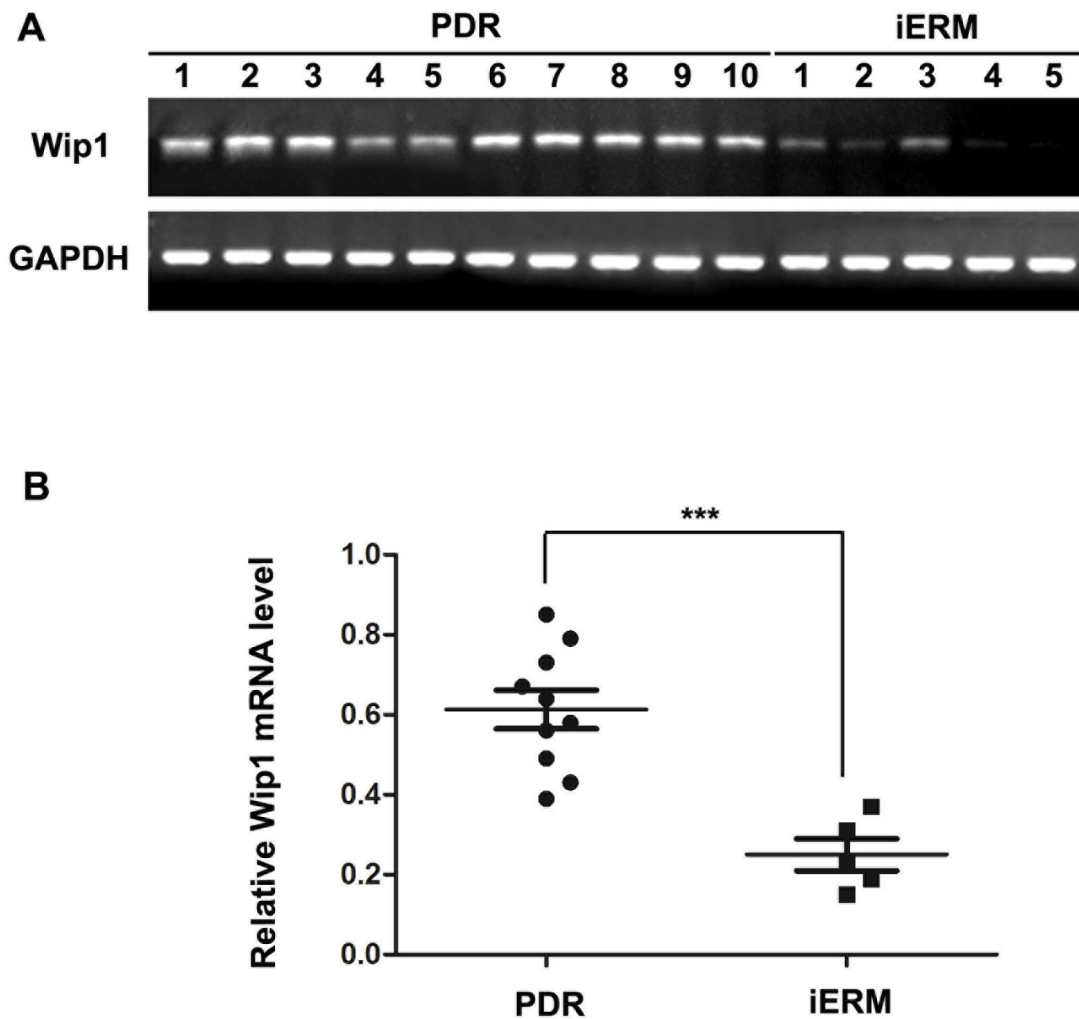 A
PDR iERM
1 2 3 4 5 6 7 8 9 10 1 2 3 4 5
Wip1
GAPDH
B
***
Relative Wip1 mRNA level
1.0
0.8
0.6
0.4
0.2
0.0
PDR iERM